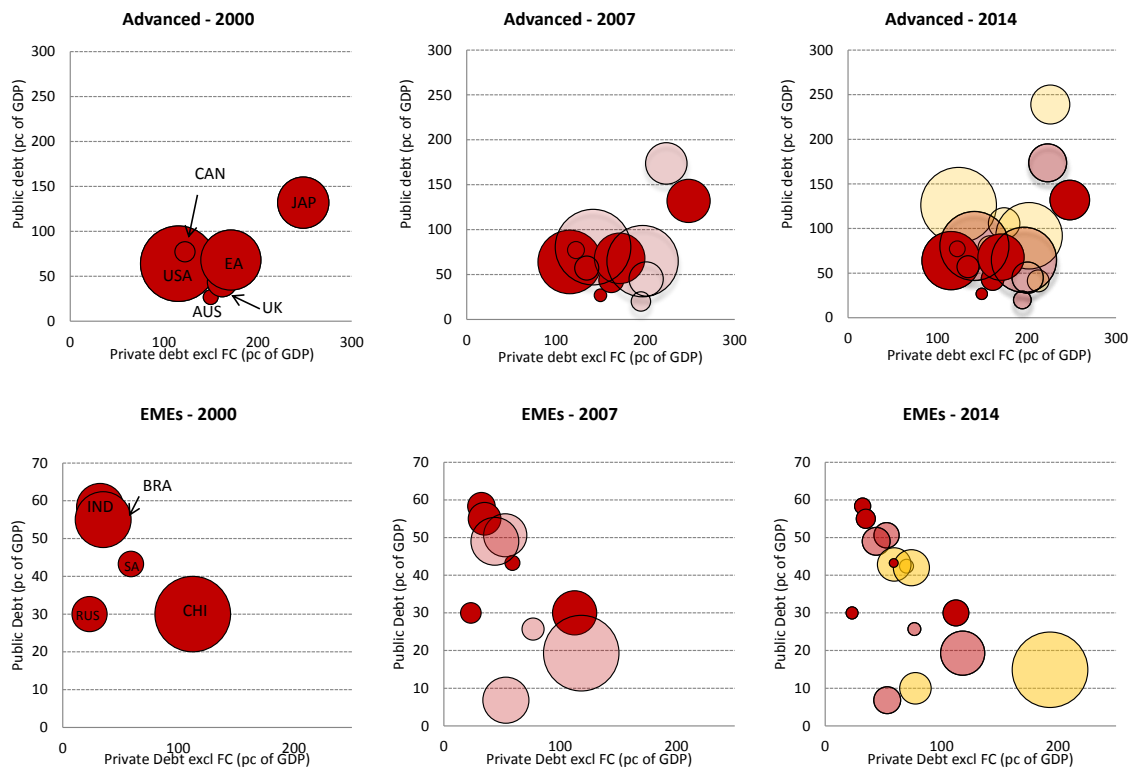 Advanced - 2000
Public Debt (pc of GDP)
300
250
200
150
100
50
0
CAN
JAP
USA
EA
AUS
UK
0 100 200 300
Private debt excl FC (pc of GDP)
Advanced - 2007
Public debt (pc of GDP)
300
250
200
150
100
50
0
0 100 200 300
Private debt excl FC (pc of GDP)
Advanced - 2014
Public debt (pc of GDP)
300
250
200
150
100
50
0
0 100 200 300
Private debt excl FC (pc of GDP)
EMEs - 2000
Public Debt (pc of GDP)
70
60
50
40
30
20
10
0
BRA
IND
SA
RUS
CHI
0 100 200
Private Debt excl FC (pc of GDP)
EMEs - 2007
Public Debt (pc of GDP)
70
60
50
40
30
20
10
0
0 100 200
Private Debt excl FC (pc of GDP)
EMEs - 2014
Public Debt (pc of GDP)
70
60
50
40
30
20
10
0
0 100 200
Private Debt excl FC (pc of GDP)